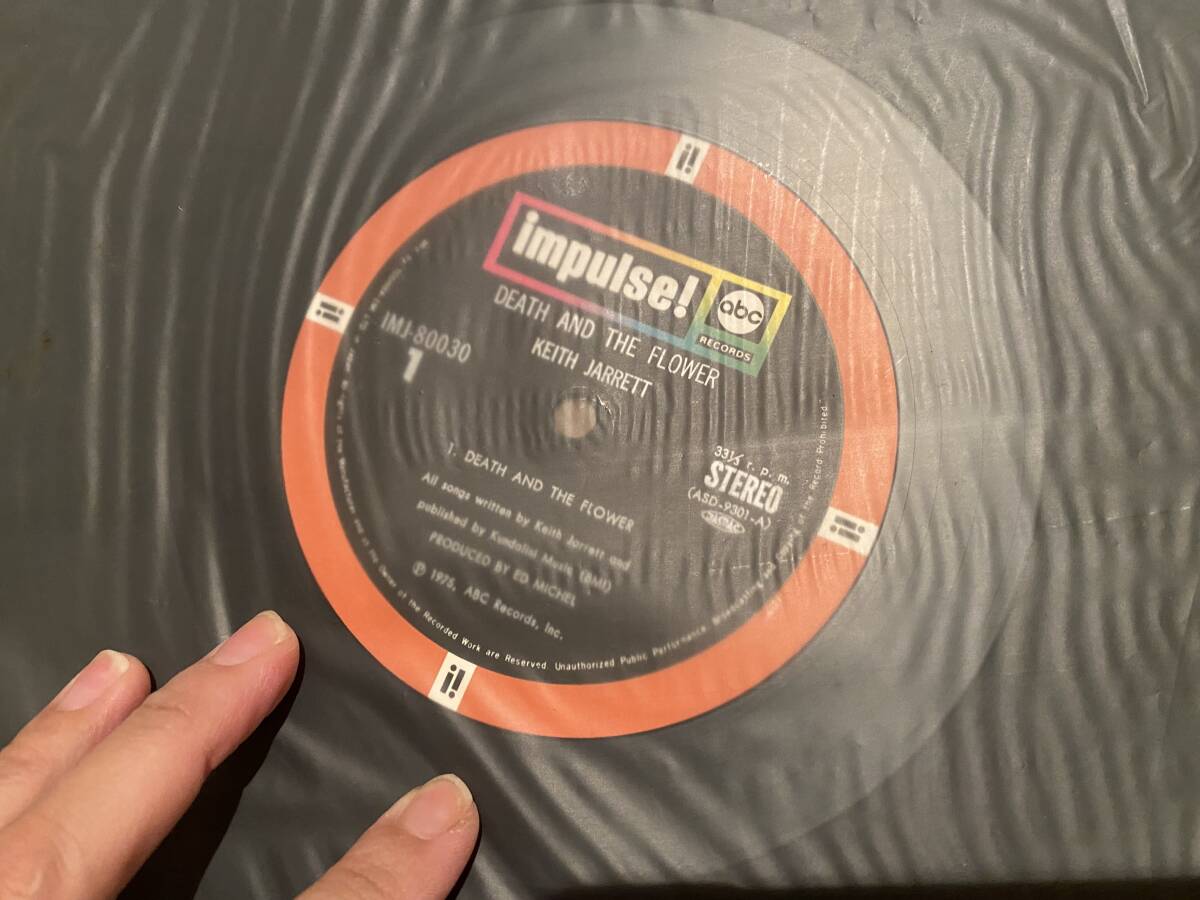 impulse!
abc
RECORDS
DEATH AND THE FLOWER
KEITH JARRETT
IMJ-80030
1
33⅓ r. p. m.
STEREO
(ASD-9301-A)
1. DEATH AND THE FLOWER
All songs written by Keith Jarrett and
published by Kundalini Music (BMI)
PRODUCED BY ED MICHEL
Ⓟ 1975, ABC Records, Inc.
Owner of the Recorded Work are Reserved. Unauthorized Public Performance, Broadcasting and Copying of the Record Prohibited.
i!
i!
i!
i!